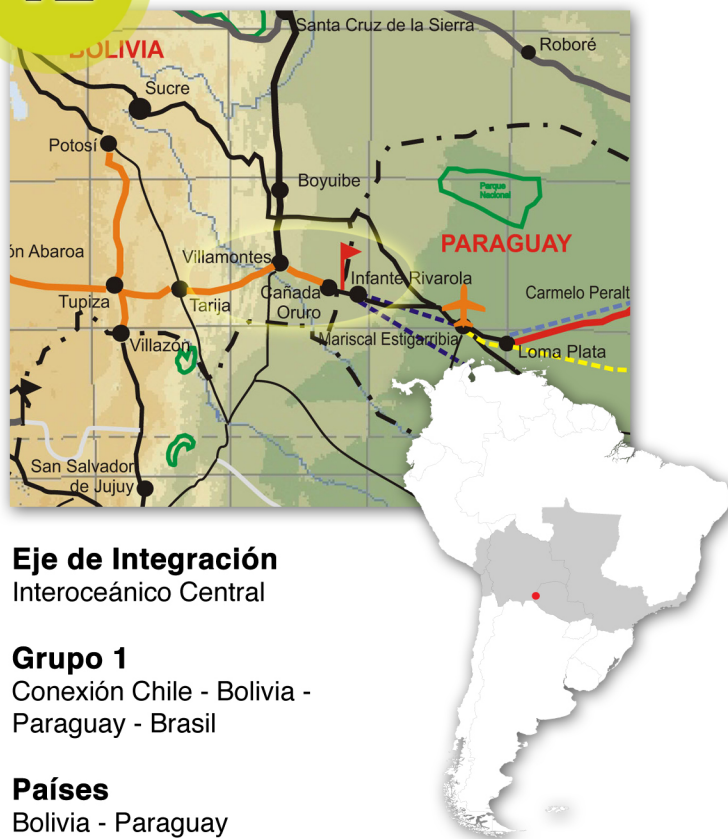 Santa Cruz de la Sierra
Roboré
BOLIVIA
Sucre
Potosí
Boyuibe
Parque
Nacional
PARAGUAY
ón Abaroa
Villamontes
Infante Rivarola
Cañada
Oruro
Carmelo Peralt
Tupiza
Tarija
Villazón
Mariscal Estigarribia
Loma Plata
San Salvador
de Jujuy
Eje de Integración
Interoceánico Central
Grupo 1
Conexión Chile - Bolivia -
Paraguay - Brasil
Países
Bolivia - Paraguay